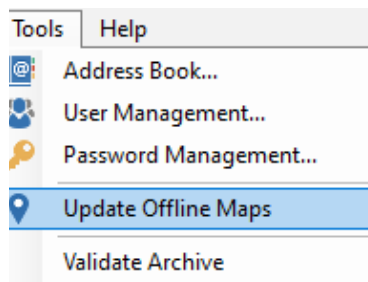 Tools Help
Address Book...
User Management...
Password Management...
Update Offline Maps
Validate Archive